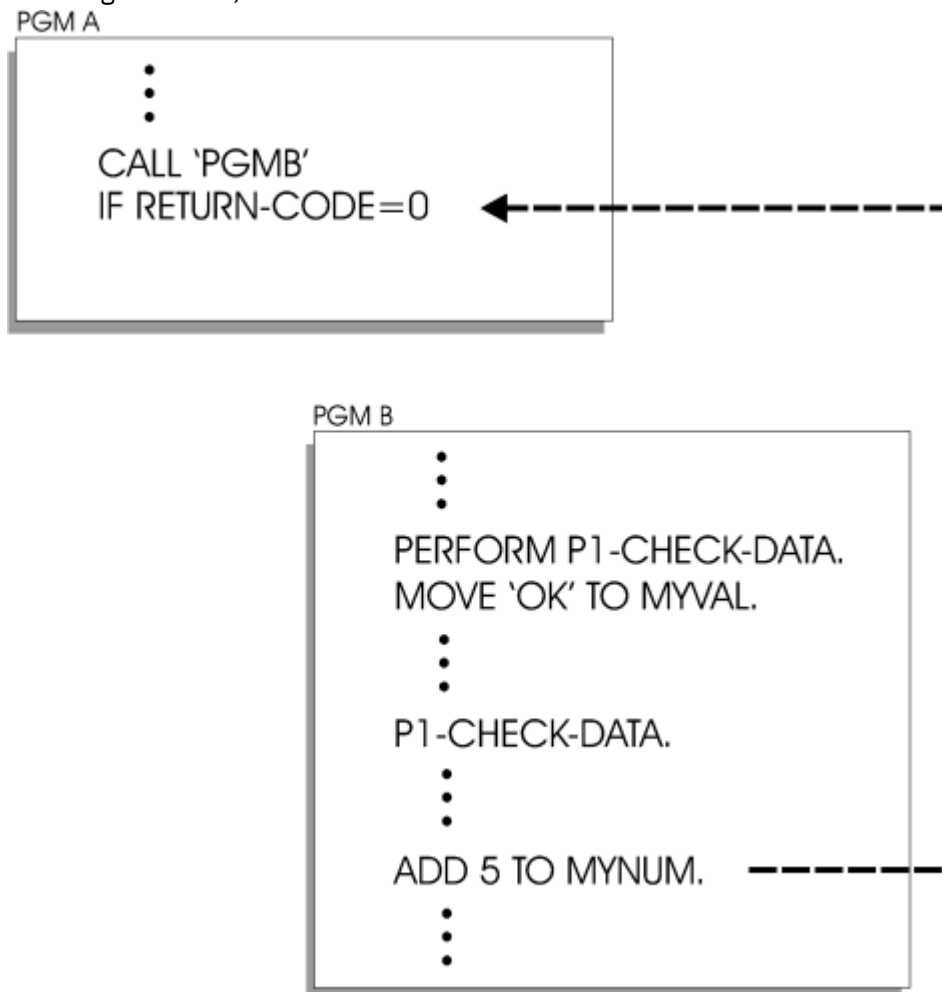 PGM A
CALL ‘PGMB’
IF RETURN-CODE=0
PGM B
PERFORM P1-CHECK-DATA.
MOVE ‘OK’ TO MYVAL.
P1-CHECK-DATA.
ADD 5 TO MYNUM.